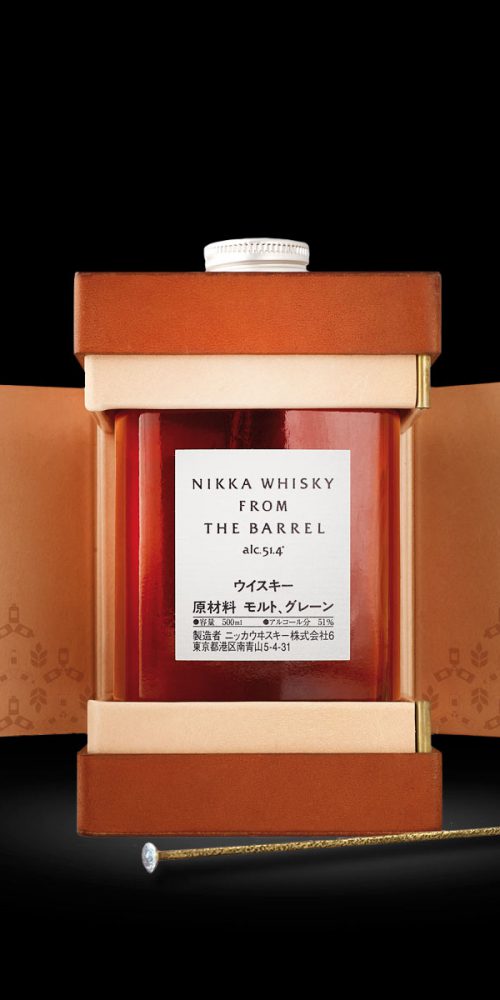 NIKKA WHISKY
FROM
THE BARREL
alc.51.4°
ウイスキー
原材料 モルト、グレーン
●容量 500ml ●アルコール分 51%
製造者 ニッカウヰスキー株式会社6
東京都港区南青山5-4-31